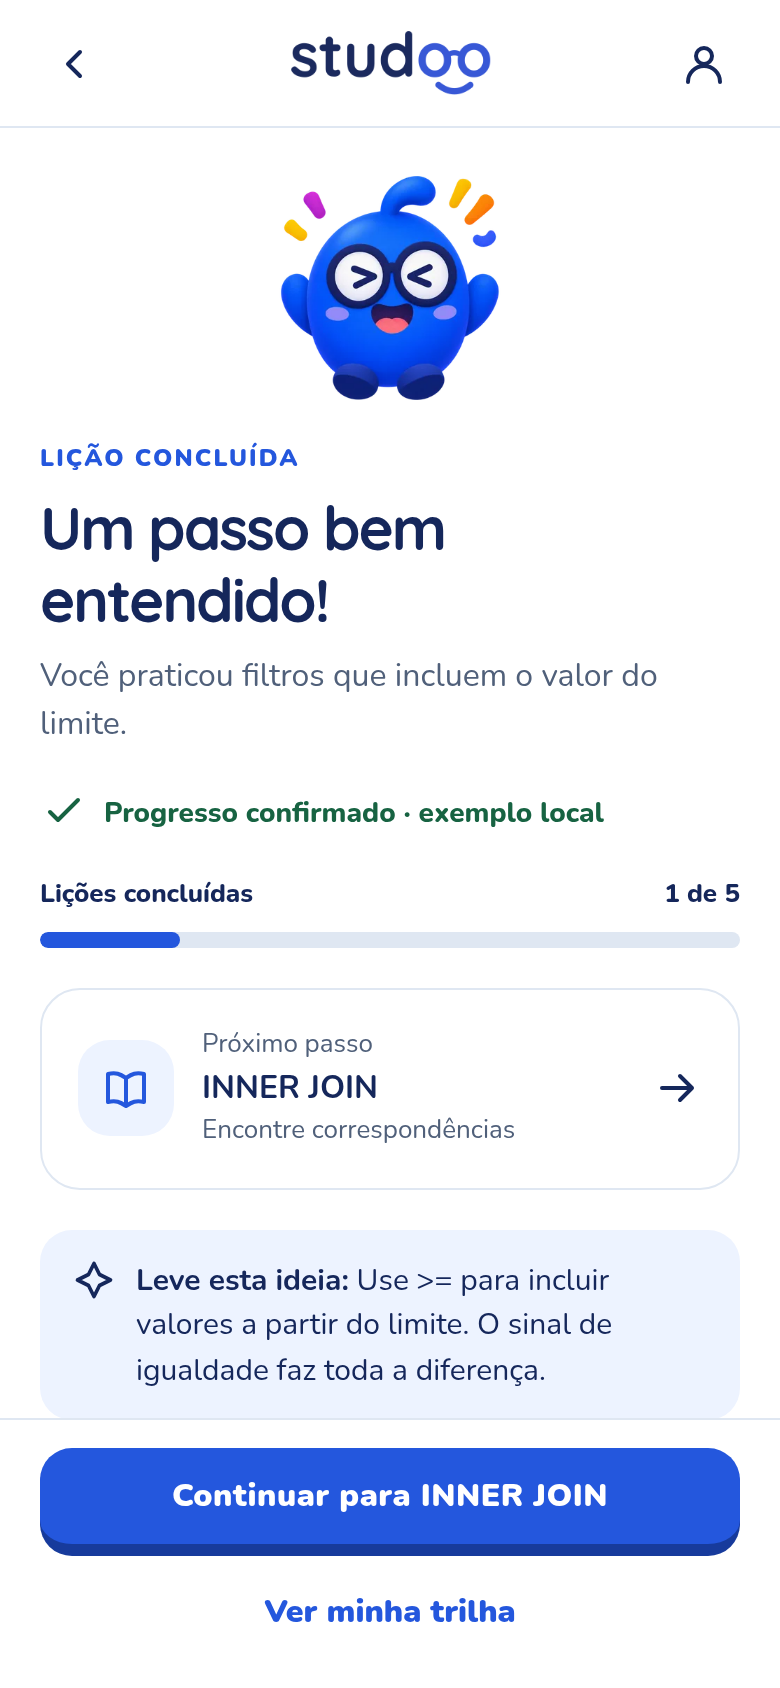 studoo
LIÇÃO CONCLUÍDA
Um passo bem
entendido!
Você praticou filtros que incluem o valor do
limite.
Progresso confirmado · exemplo local
Lições concluídas
1 de 5
Próximo passo
INNER JOIN
Encontre correspondências
Leve esta ideia: Use >= para incluir
valores a partir do limite. O sinal de
igualdade faz toda a diferença.
Continuar para INNER JOIN
Ver minha trilha